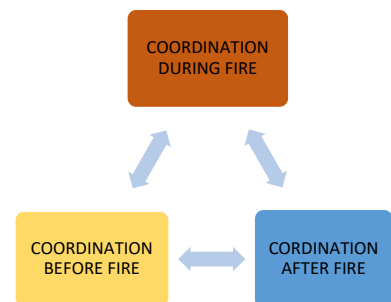 COORDINATION
DURING FIRE
COORDINATION
BEFORE FIRE
CORDINATION
AFTER FIRE